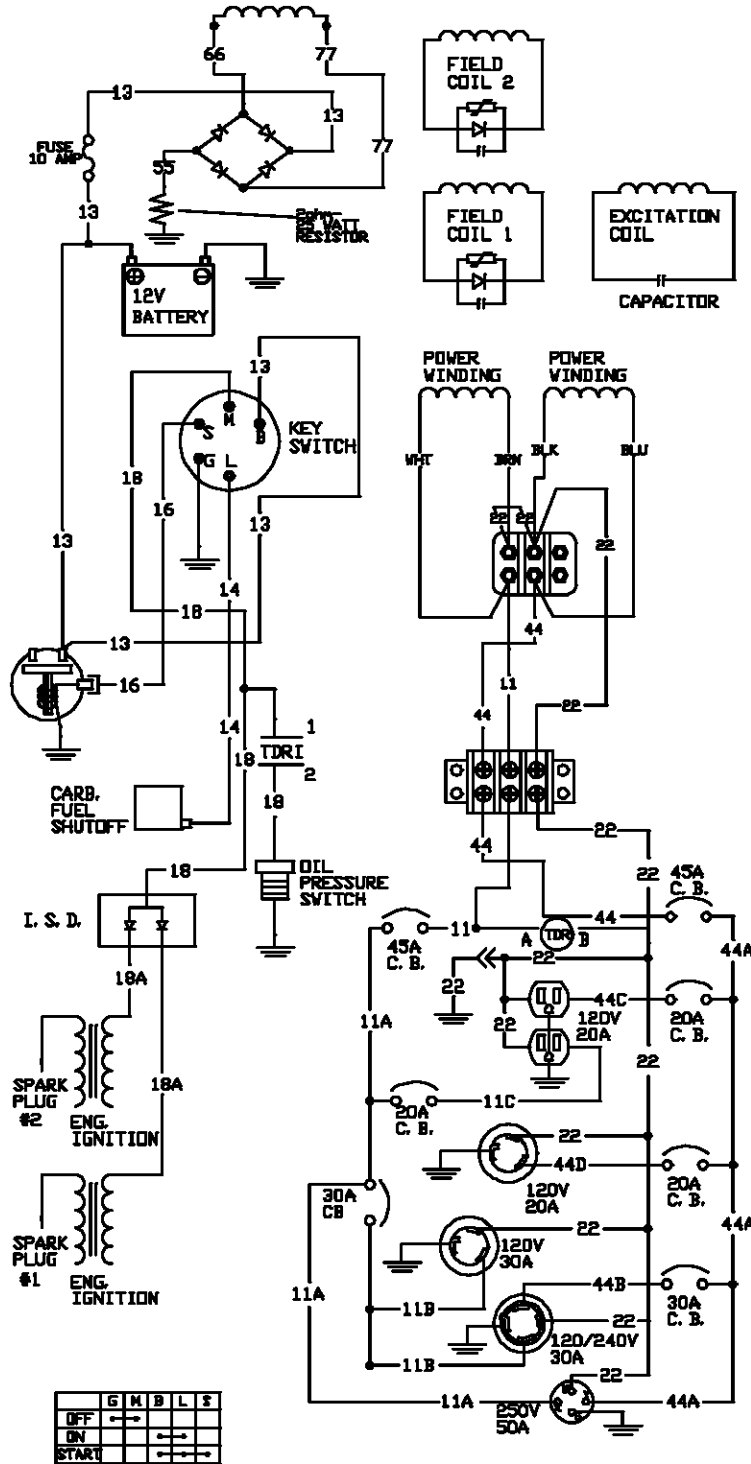 66
77
FIELD
COIL 2
13
13
FUSE
10 AMP
77
55
13
2ohm
25 WATT
RESISTOR
FIELD
COIL 1
EXCITATION
COIL
CAPACITOR
12V
BATTERY
POWER
WINDING
POWER
WINDING
13
M
S
B
G
L
KEY
SWITCH
18
16
WHT
BRN
BLK
BLU
22
22
22
13
13
14
18
13
44
16
11
44
22
14
18
TDR1
1
2
CARB.
FUEL
SHUTOFF
18
22
44
18
OIL
PRESSURE
SWITCH
22
45A
C. B.
I. S. D.
11
A
TDR1
B
44
45A
C. B.
22
44A
18A
22
44C
120V
20A
20A
C. B.
11A
22
22
SPARK
PLUG
#2
18A
ENG.
IGNITION
20A
C. B.
11C
22
44D
120V
20A
20A
C. B.
30A
CB
22
44A
SPARK
PLUG
#1
ENG.
IGNITION
120V
30A
11A
44B
30A
C. B.
11B
22
120/240V
30A
11B
22
11A
250V
50A
44A
G M B L S
OFF
ON
START